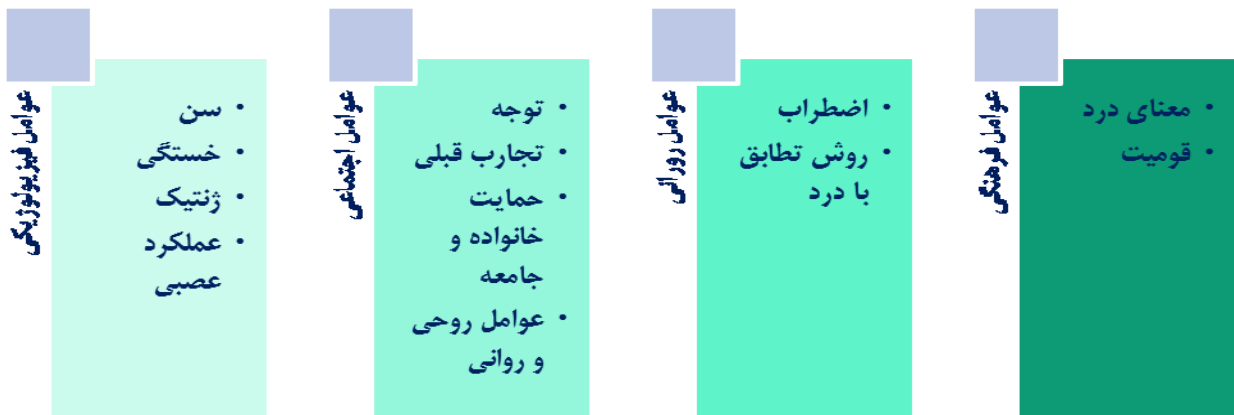 عوامل فرهنگی
• معنای درد
• قومیت
عوامل رورانی
• اضطراب
• روش تطابق
با درد
عوامل اجتماعی
• توجه
• تجارب قبلی
• حمایت
خانواده و
جامعه
• عوامل روحی
و روانی
عوامل فیزیولوژیکی
• سن
• خستگی
• ژنتیک
• عملکرد
عصبی